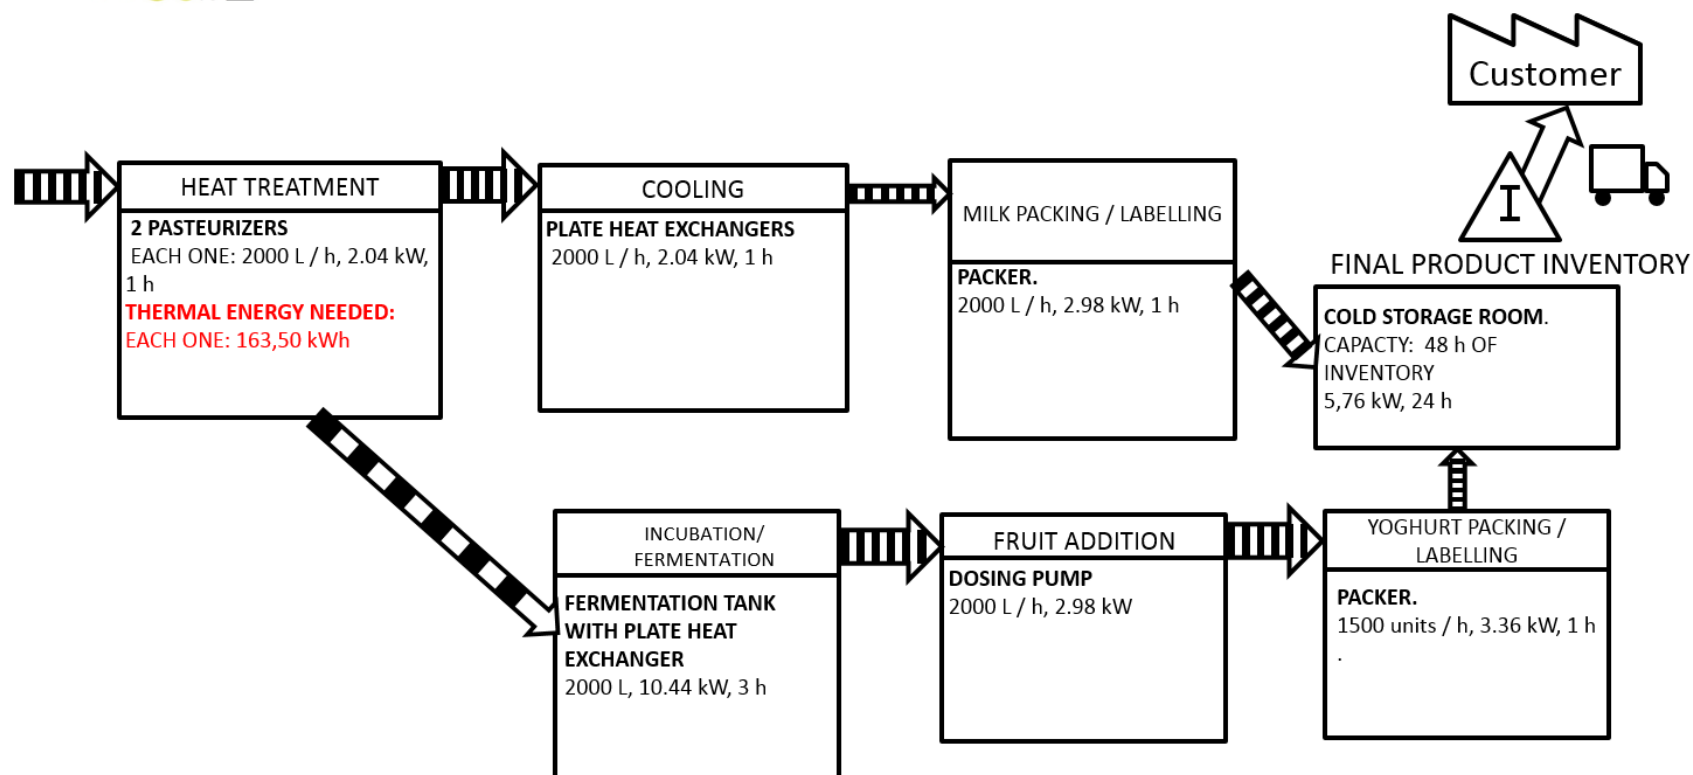 Customer
I
FINAL PRODUCT INVENTORY
HEAT TREATMENT
2 PASTEURIZERS
EACH ONE: 2000 L / h, 2.04 kW,
1 h
THERMAL ENERGY NEEDED:
EACH ONE: 163,50 kWh
COOLING
PLATE HEAT EXCHANGERS
2000 L / h, 2.04 kW, 1 h
MILK PACKING / LABELLING
PACKER.
2000 L / h, 2.98 kW, 1 h
COLD STORAGE ROOM.
CAPACTY: 48 h OF
INVENTORY
5,76 kW, 24 h
INCUBATION/
FERMENTATION
FERMENTATION TANK
WITH PLATE HEAT
EXCHANGER
2000 L, 10.44 kW, 3 h
FRUIT ADDITION
DOSING PUMP
2000 L / h, 2.98 kW
YOGHURT PACKING /
LABELLING
PACKER.
1500 units / h, 3.36 kW, 1 h
.